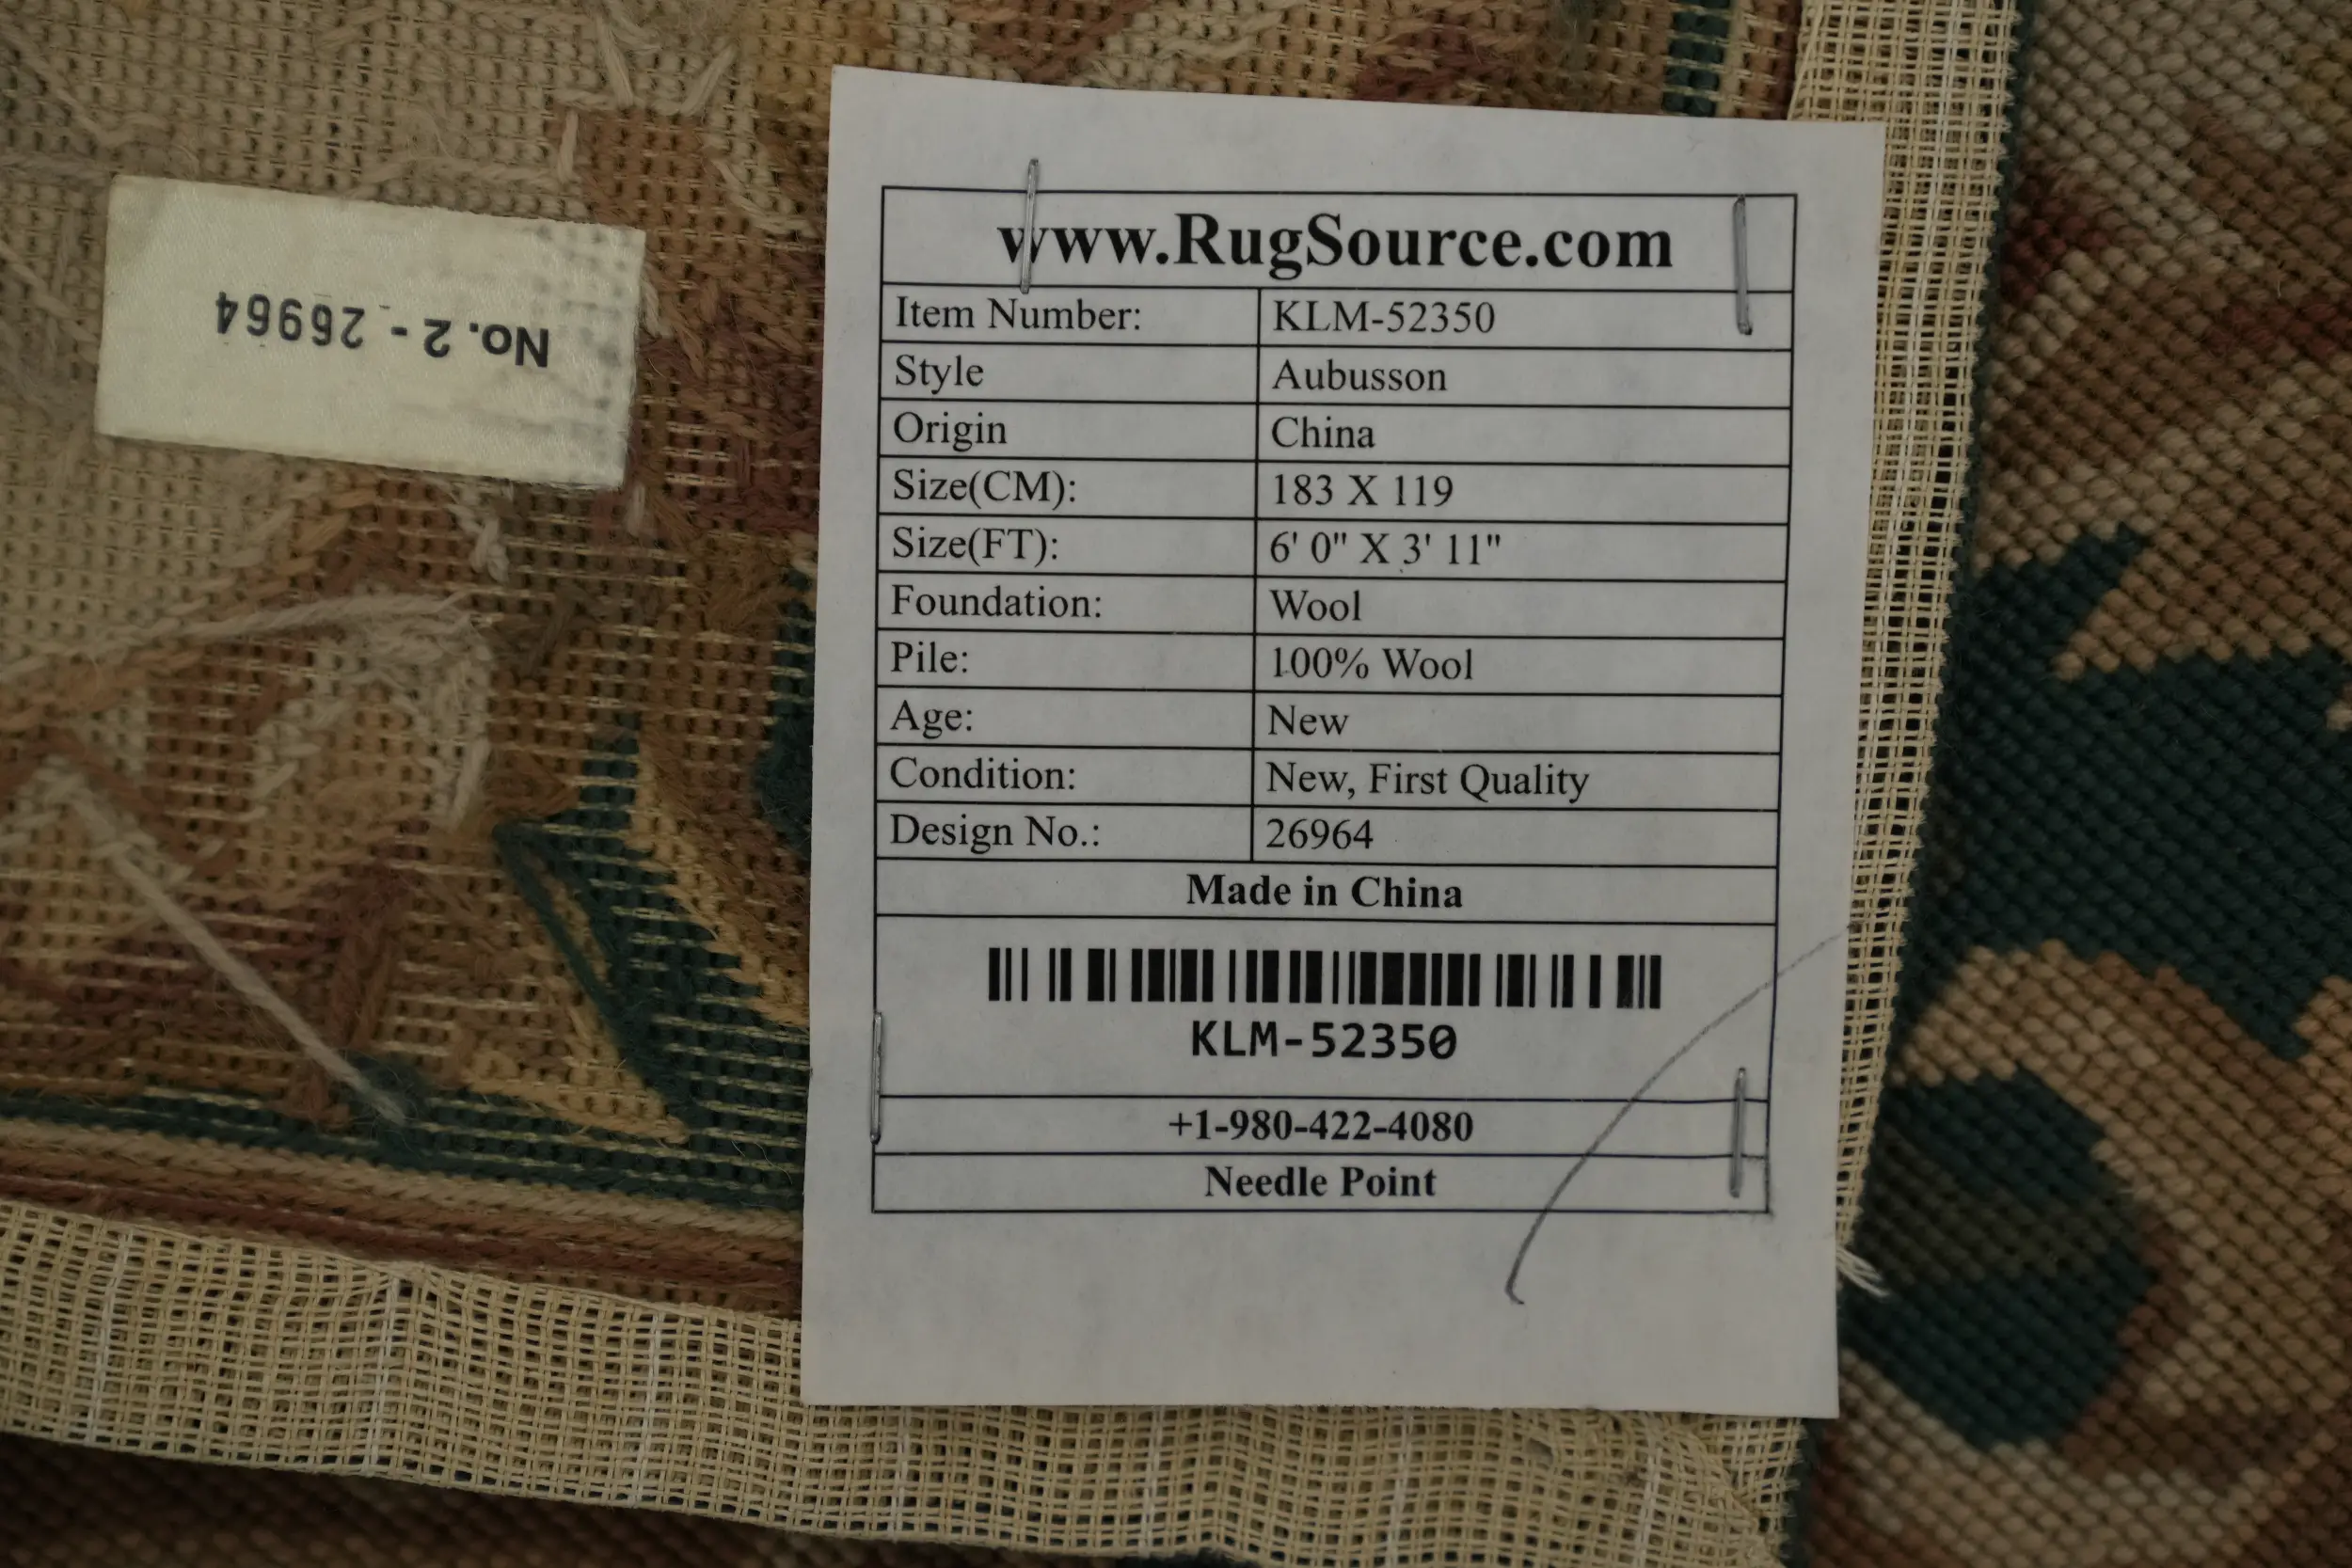 No. 2 - 26964
www.RugSource.com
Item Number: KLM-52350
Style Aubusson
Origin China
Size(CM): 183 X 119
Size(FT): 6' 0" X 3' 11"
Foundation: Wool
Pile: 100% Wool
Age: New
Condition: New, First Quality
Design No.: 26964
Made in China
KLM-52350
+1-980-422-4080
Needle Point